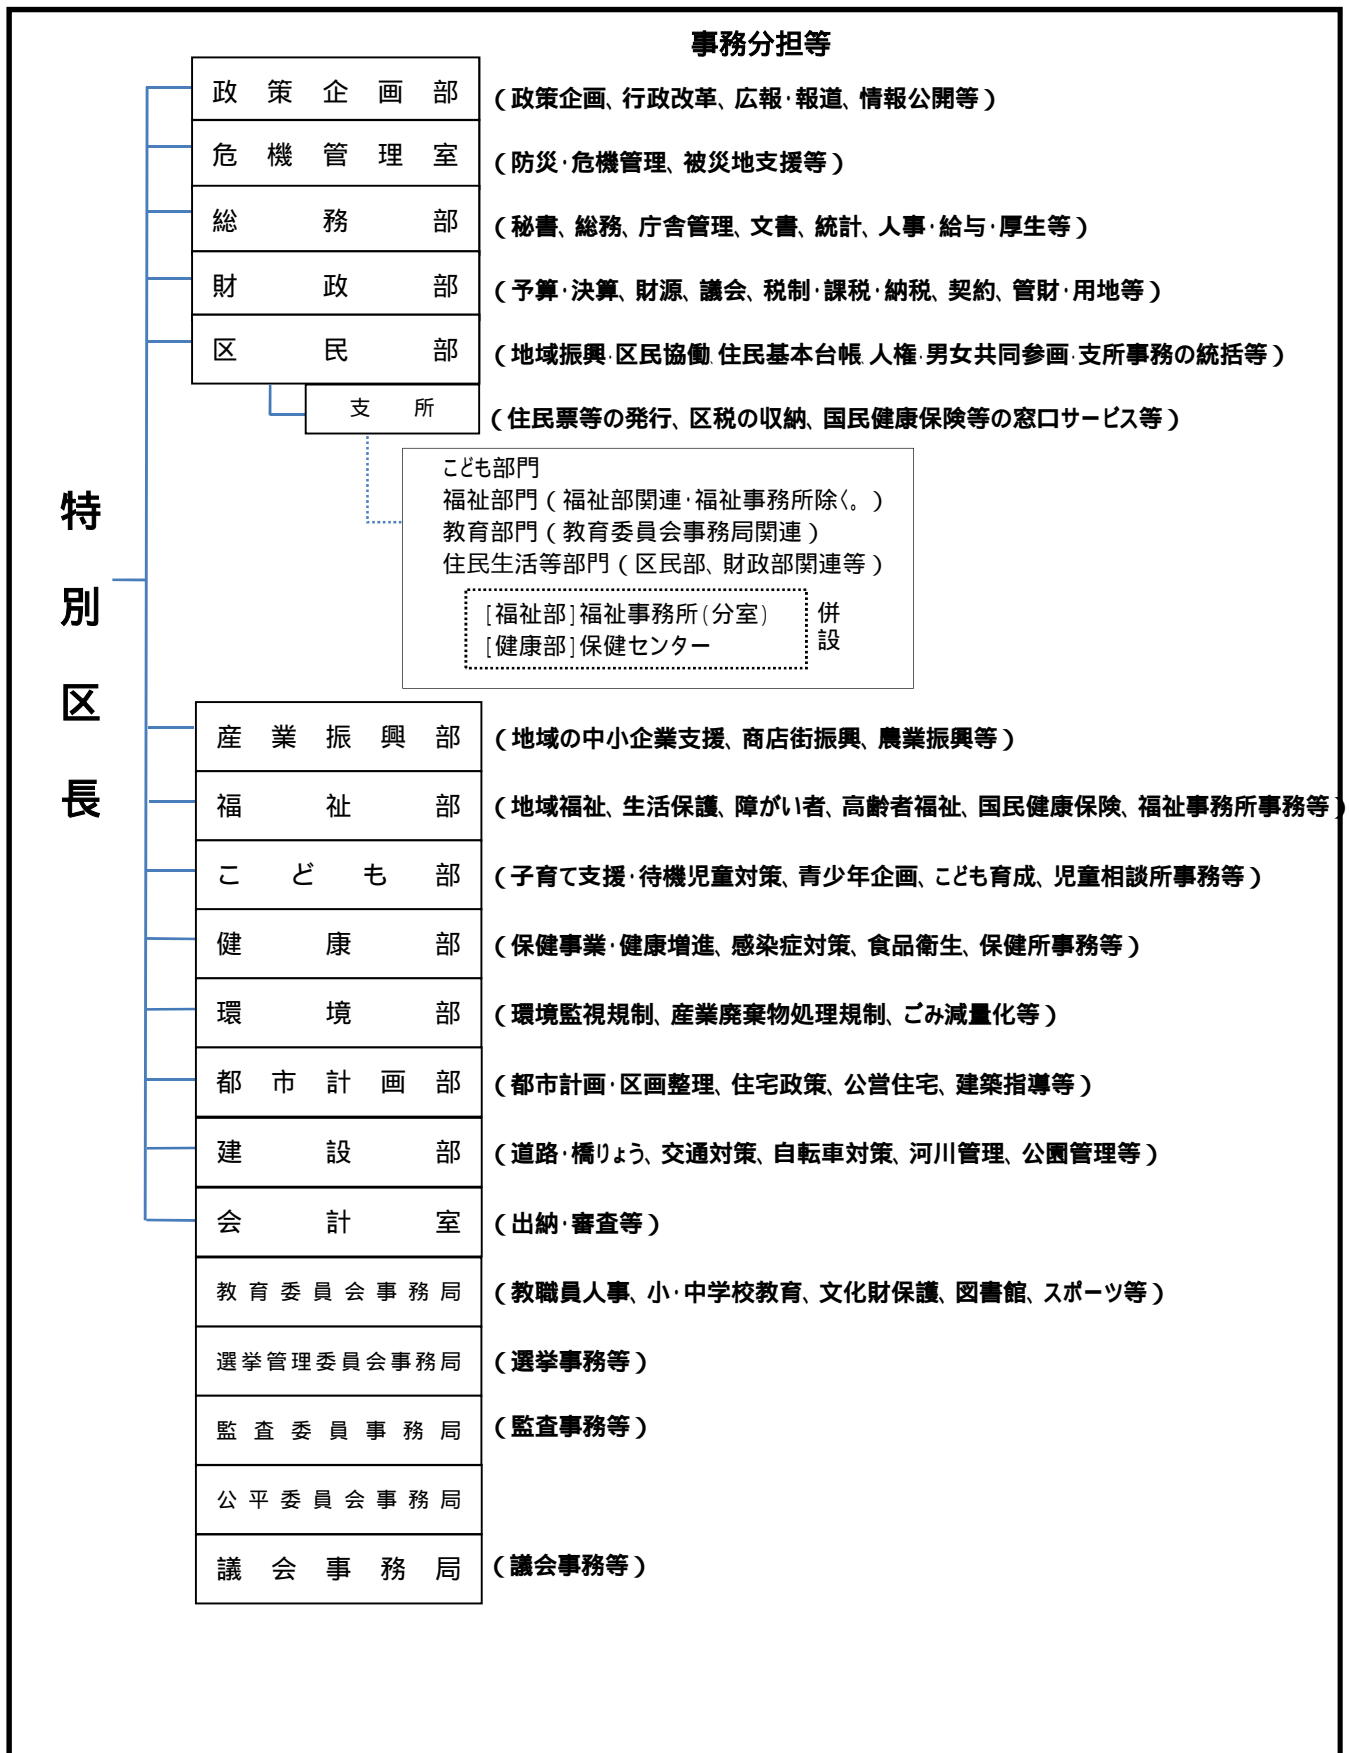 事務分担等
政策企画部
（政策企画、行政改革、広報・報道、情報公開等）
危機管理室
（防災・危機管理、被災地支援等）
総務部
（秘書、総務、庁舎管理、文書、統計、人事・給与・厚生等）
財政部
（予算・決算、財源、議会、税制・課税・納税、契約、管財・用地等）
区民部
（地域振興・区民協働、住民基本台帳、人権・男女共同参画・支所事務の統括等）
支所
（住民票等の発行、区税の収納、国民健康保険等の窓口サービス等）
こども部門
福祉部門（福祉部関連・福祉事務所除く。）
教育部門（教育委員会事務局関連）
住民生活等部門（区民部、財政部関連等）
[福祉部]福祉事務所(分室)
[健康部]保健センター
併設
特別区長
産業振興部
（地域の中小企業支援、商店街振興、農業振興等）
福祉部
（地域福祉、生活保護、障がい者、高齢者福祉、国民健康保険、福祉事務所事務等）
こども部
（子育て支援・待機児童対策、青少年企画、こども育成、児童相談所事務等）
健康部
（保健事業・健康増進、感染症対策、食品衛生、保健所事務等）
環境部
（環境監視規制、産業廃棄物処理規制、ごみ減量化等）
都市計画部
（都市計画・区画整理、住宅政策、公営住宅、建築指導等）
建設部
（道路・橋りょう、交通対策、自転車対策、河川管理、公園管理等）
会計室
（出納・審査等）
教育委員会事務局
（教職員人事、小・中学校教育、文化財保護、図書館、スポーツ等）
選挙管理委員会事務局
（選挙事務等）
監査委員事務局
（監査事務等）
公平委員会事務局
議会事務局
（議会事務等）